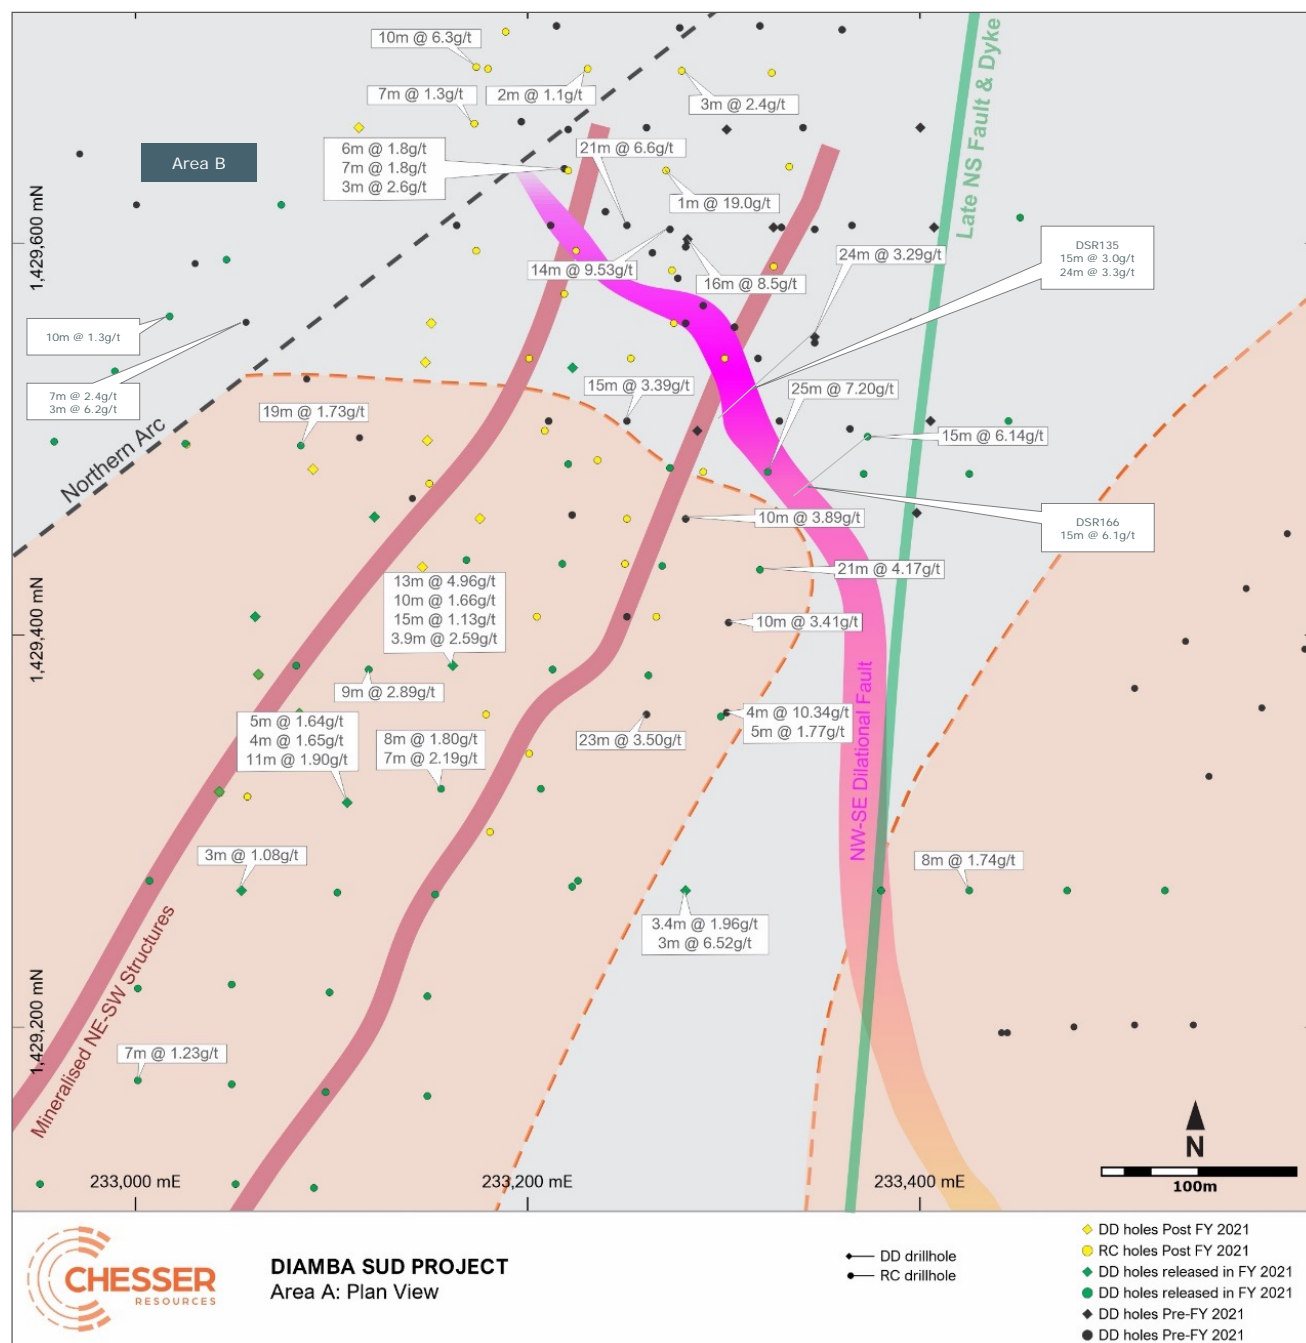 10m @ 6.3g/t
7m @ 1.3g/t
2m @ 1.1g/t
3m @ 2.4g/t
Late NS Fault & Dyke
Area B
6m @ 1.8g/t
7m @ 1.8g/t
3m @ 2.6g/t
21m @ 6.6g/t
1m @ 19.0g/t
1,429,600 mN
14m @ 9.53g/t
16m @ 8.5g/t
24m @ 3.29g/t
DSR135
15m @ 3.0g/t
24m @ 3.3g/t
10m @ 1.3g/t
7m @ 2.4g/t
3m @ 6.2g/t
Northern Arc
19m @ 1.73g/t
15m @ 3.39g/t
25m @ 7.20g/t
15m @ 6.14g/t
10m @ 3.89g/t
DSR166
15m @ 6.1g/t
21m @ 4.17g/t
13m @ 4.96g/t
10m @ 1.66g/t
15m @ 1.13g/t
3.9m @ 2.59g/t
1,429,400 mN
10m @ 3.41g/t
9m @ 2.89g/t
5m @ 1.64g/t
4m @ 1.65g/t
11m @ 1.90g/t
8m @ 1.80g/t
7m @ 2.19g/t
23m @ 3.50g/t
4m @ 10.34g/t
5m @ 1.77g/t
NW-SE Dilational Fault
3m @ 1.08g/t
8m @ 1.74g/t
3.4m @ 1.96g/t
3m @ 6.52g/t
Mineralised NE-SW Structures
1,429,200 mN
7m @ 1.23g/t
N
233,000 mE
233,200 mE
233,400 mE
100m
CHESSER
RESOURCES
DIAMBA SUD PROJECT
Area A: Plan View
DD drillhole
RC drillhole
DD holes Post FY 2021
RC holes Post FY 2021
DD holes released in FY 2021
DD holes released in FY 2021
DD holes Pre-FY 2021
DD holes Pre-FY 2021